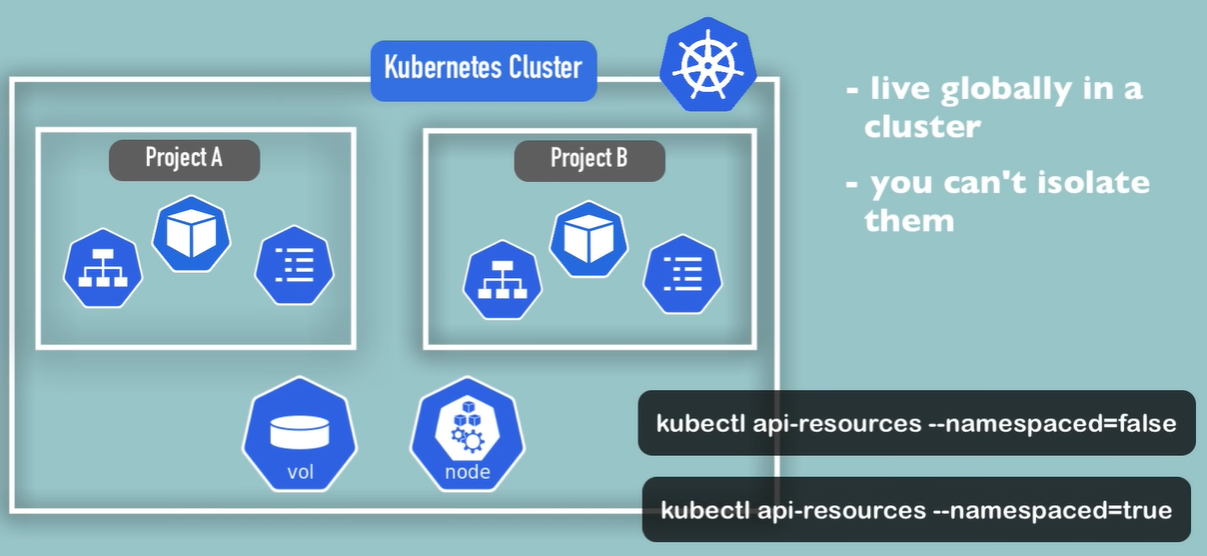 Kubernetes Cluster
Project A
Project B
vol
node
- live globally in a
cluster
- you can't isolate
them
kubectl api-resources --namespaced=false
kubectl api-resources --namespaced=true